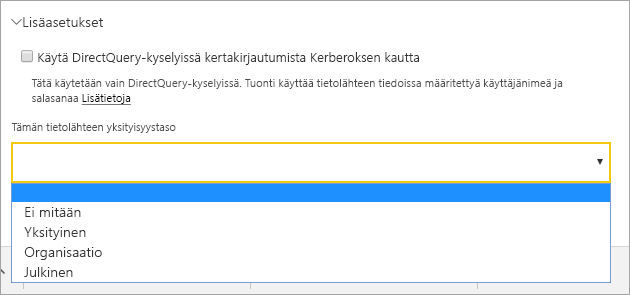 Lisäasetukset
Käytä DirectQuery-kyselyissä kertakirjautumista Kerberoksen kautta
Tätä käytetään vain DirectQuery-kyselyissä. Tuonti käyttää tietolähteen tiedoissa määritettyä käyttäjänimeä ja
salasanaa Lisätietoja
Tämän tietolähteen yksityisyystaso
Ei mitään
Yksityinen
Organisaatio
Julkinen